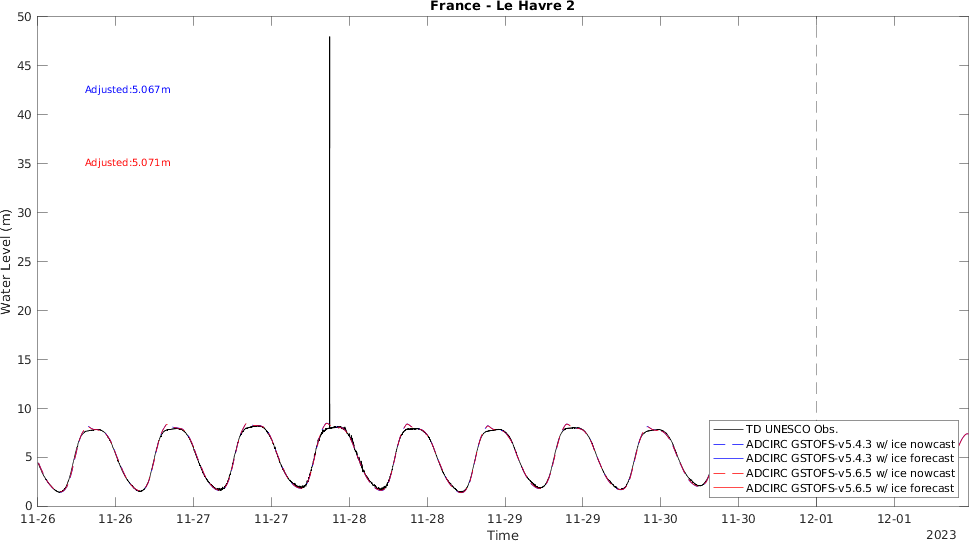 France - Le Havre 2
50
45
40
35
30
25
20
15
10
5
0
Water Level (m)
Adjusted:5.067m
Adjusted:5.071m
TD UNESCO Obs.
ADCIRC GSTOFS-v5.4.3 w/ ice nowcast
ADCIRC GSTOFS-v5.4.3 w/ ice forecast
ADCIRC GSTOFS-v5.6.5 w/ ice nowcast
ADCIRC GSTOFS-v5.6.5 w/ ice forecast
11-26 11-26 11-27 11-27 11-28 11-28 11-29 11-29 11-30 11-30 12-01 12-01
Time
2023